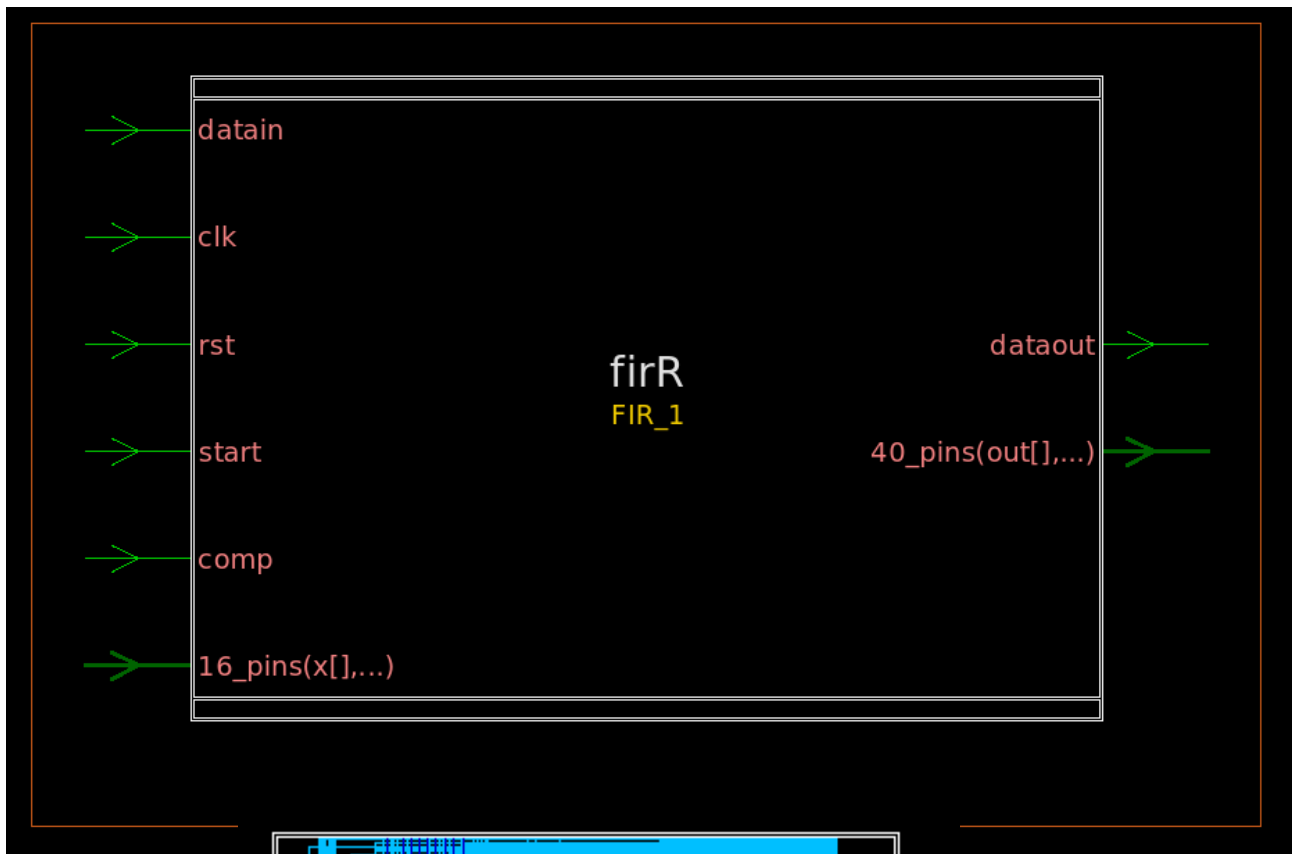 datain
clk
rst
start
comp
16_pins(x[],...)
firR
FIR_1
dataout
40_pins(out[],...)